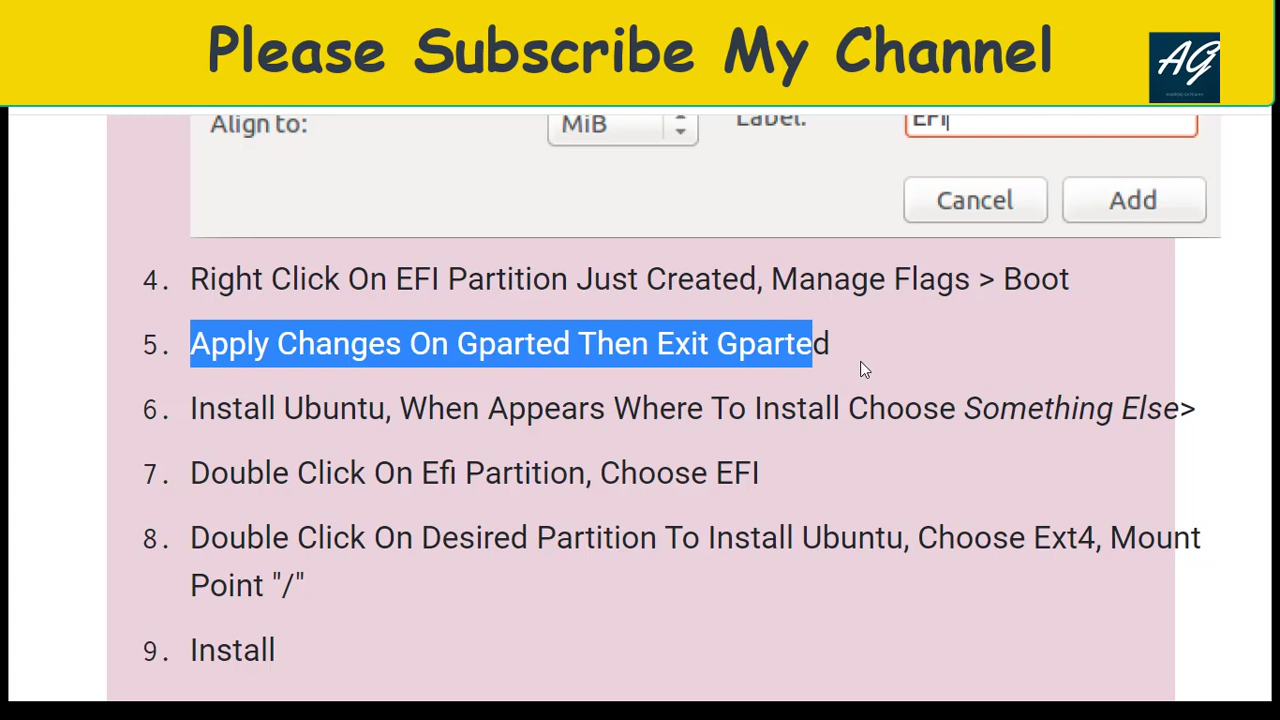 Please Subscribe My Channel
AG
Align to:
MiB
Label:
EFI
Cancel
Add
4. Right Click On EFI Partition Just Created, Manage Flags > Boot
5. Apply Changes On Gparted Then Exit Gparted
6. Install Ubuntu, When Appears Where To Install Choose Something Else>
7. Double Click On Efi Partition, Choose EFI
8. Double Click On Desired Partition To Install Ubuntu, Choose Ext4, Mount
Point "/"
9. Install